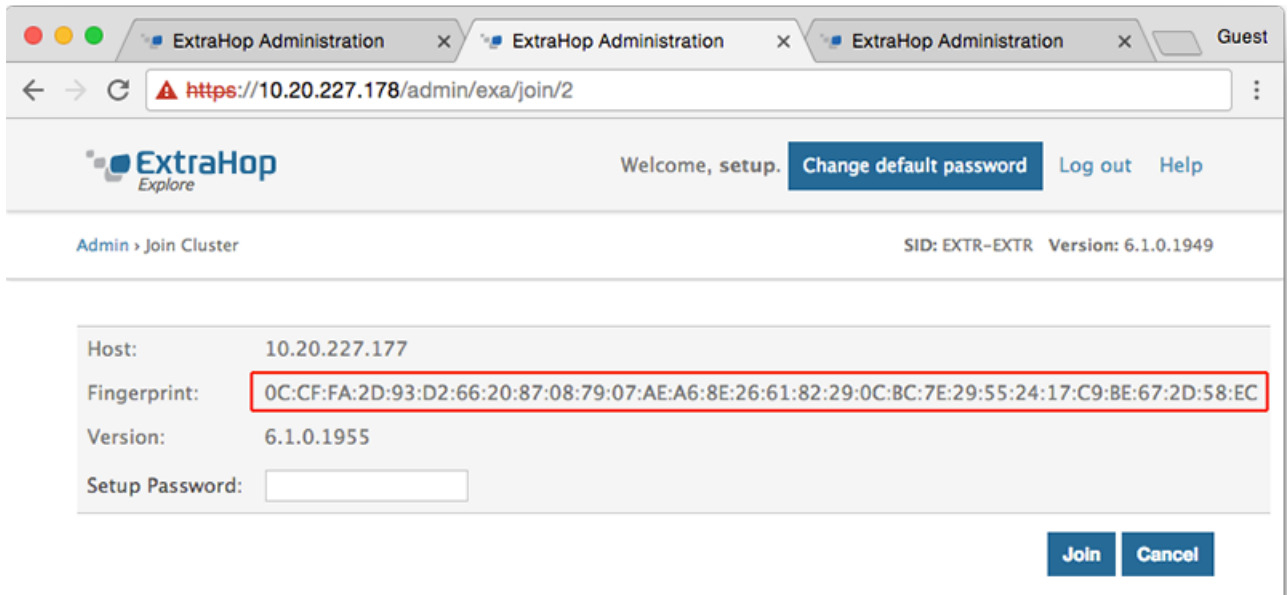 ExtraHop Administration × ExtraHop Administration × ExtraHop Administration × Guest
https://10.20.227.178/admin/exa/join/2
ExtraHop
Explore
Welcome, setup. Change default password Log out Help
Admin › Join Cluster SID: EXTR-EXTR Version: 6.1.0.1949
Host: 10.20.227.177
Fingerprint: 0C:CF:FA:2D:93:D2:66:20:87:08:79:07:AE:A6:8E:26:61:82:29:0C:BC:7E:29:55:24:17:C9:BE:67:2D:58:EC
Version: 6.1.0.1955
Setup Password:
Join Cancel